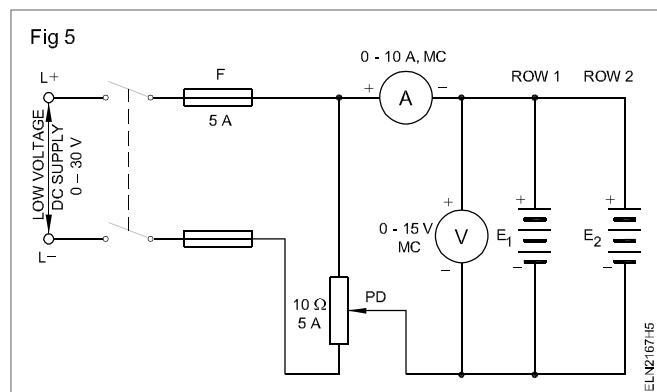 Fig 5
0 - 10 A, MC
L+
F
+
A
−
ROW 1
ROW 2
5 A
LOW VOLTAGE
DC SUPPLY
0 – 30 V
L−
+
0 - 15 V
MC
V
−
+
E1
−
+
E2
−
10 Ω
5 A
PD
ELN2167H5